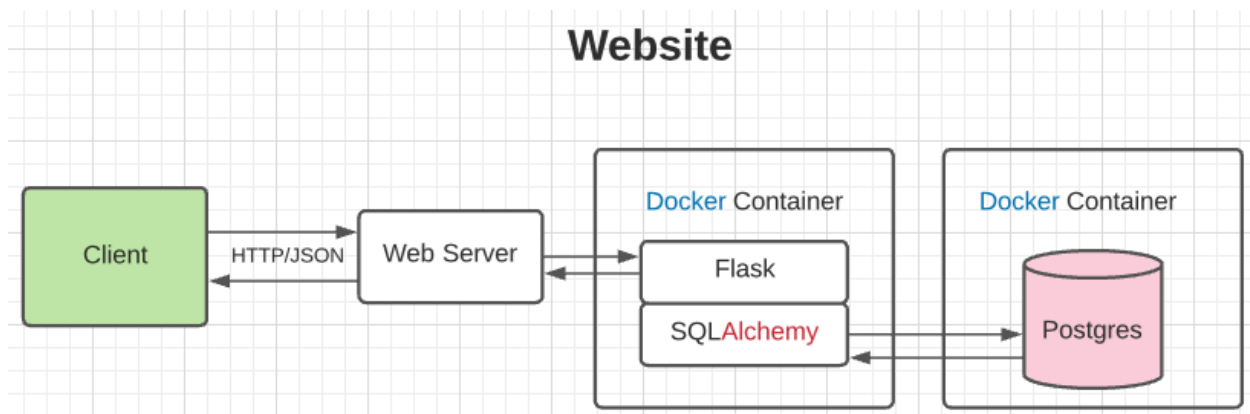 Website
Client
HTTP/JSON
Web Server
Docker Container
Flask
SQLAlchemy
Docker Container
Postgres